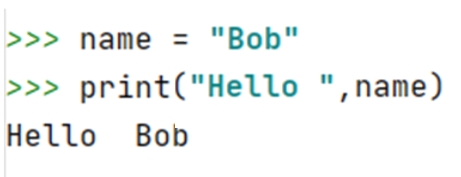 >>> name = "Bob"
>>> print("Hello ",name)
Hello  Bob